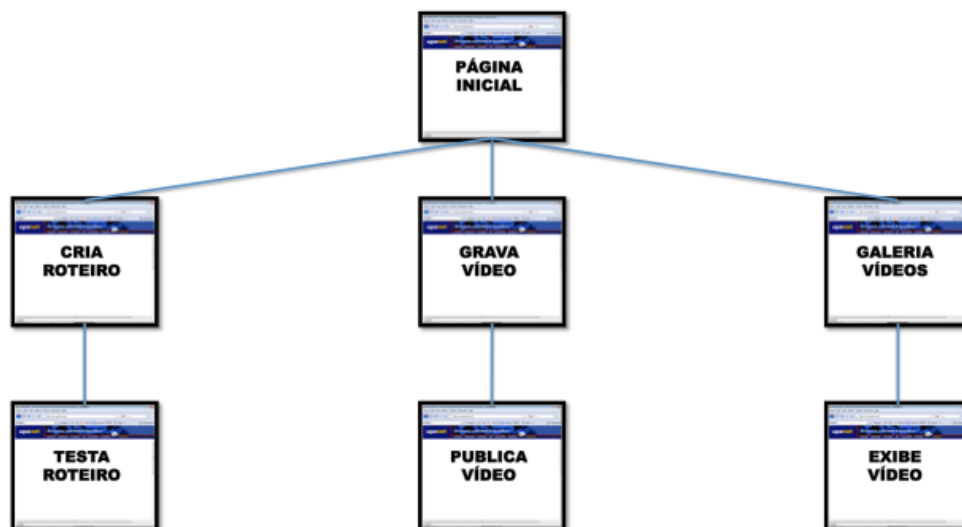 PÁGINA
INICIAL
CRIA
ROTEIRO
GRAVA
VÍDEO
GALERIA
VÍDEOS
TESTA
ROTEIRO
PUBLICA
VÍDEO
EXIBE
VÍDEO